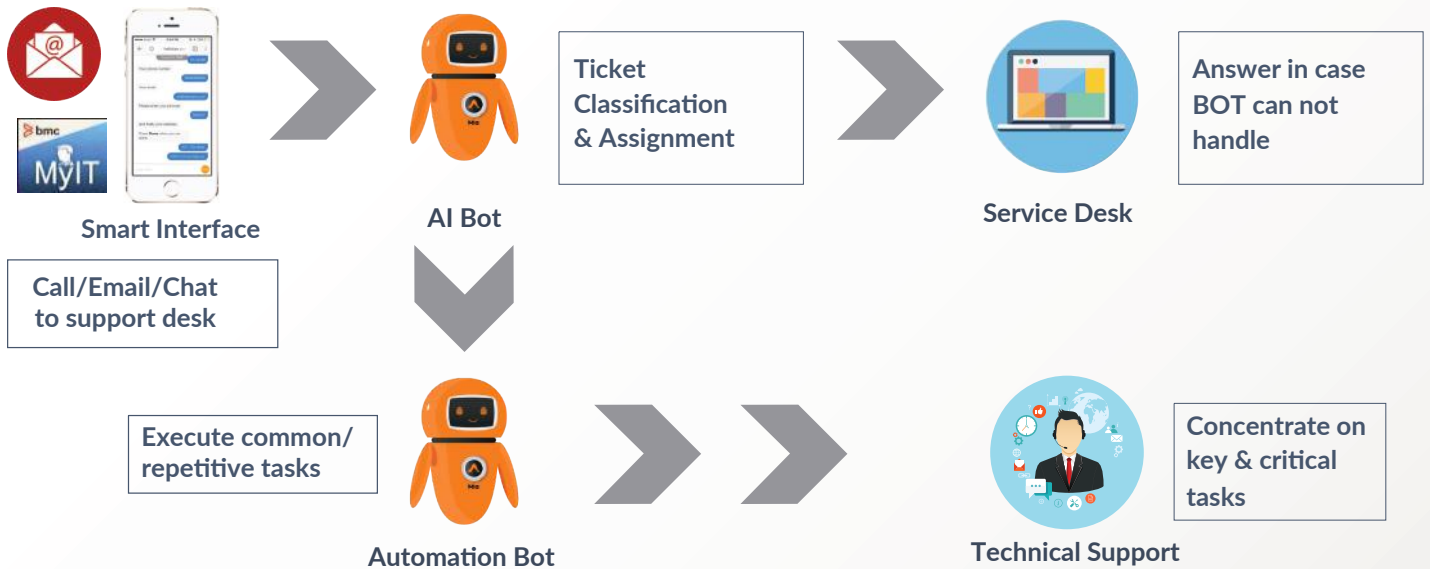 @
bmc
MyIT
Smart Interface
Call/Email/Chat
to support desk
AI Bot
Mia
Ticket
Classification
& Assignment
Service Desk
Answer in case
BOT can not
handle
Execute common/
repetitive tasks
Automation Bot
Technical Support
Concentrate on
key & critical
tasks